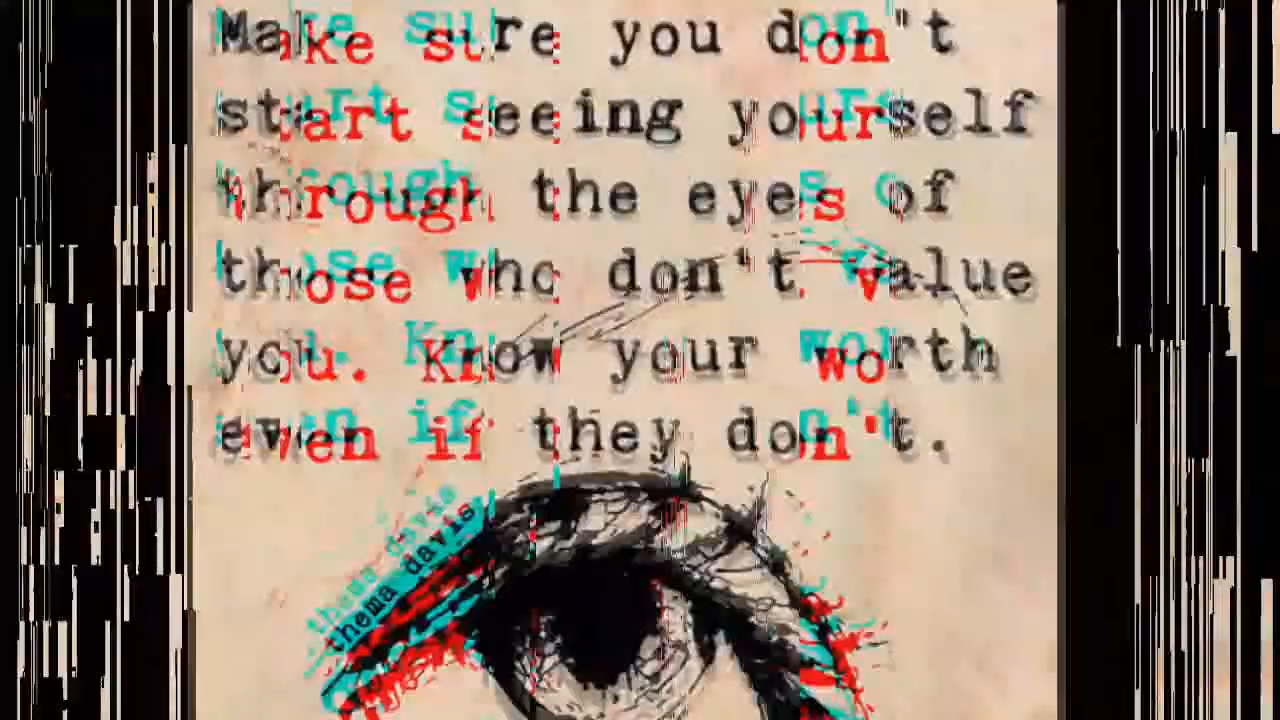 Make sure you don't
start seeing yourself
through the eyes of
those who don't value
you. Know your worth
even if they don't.
thema davis